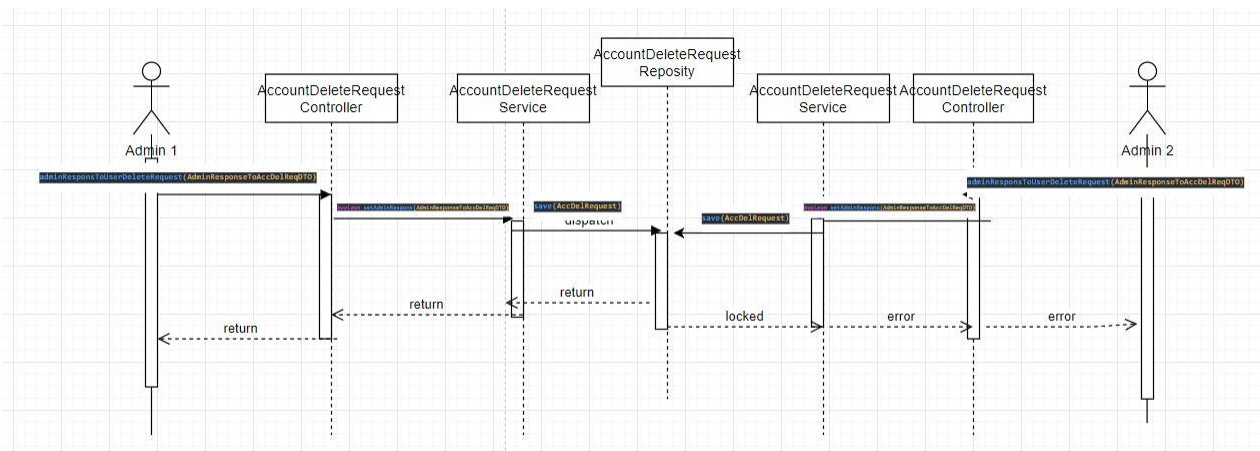 AccountDeleteRequest
Reposity
AccountDeleteRequest
Controller
AccountDeleteRequest
Service
AccountDeleteRequest
Service
AccountDeleteRequest
Controller
Admin 1
Admin 2
adminResponsToUserDeleteRequest(AdminResponseToAccDelReqDTO)
adminResponsToUserDeleteRequest(AdminResponseToAccDelReqDTO)
boolean setAdminRespons(AdminResponseToAccDelReqDTO)
save(AccDelRequest)
boolean setAdminRespons(AdminResponseToAccDelReqDTO)
save(AccDelRequest)
dispatch
return
return
return
locked
error
error